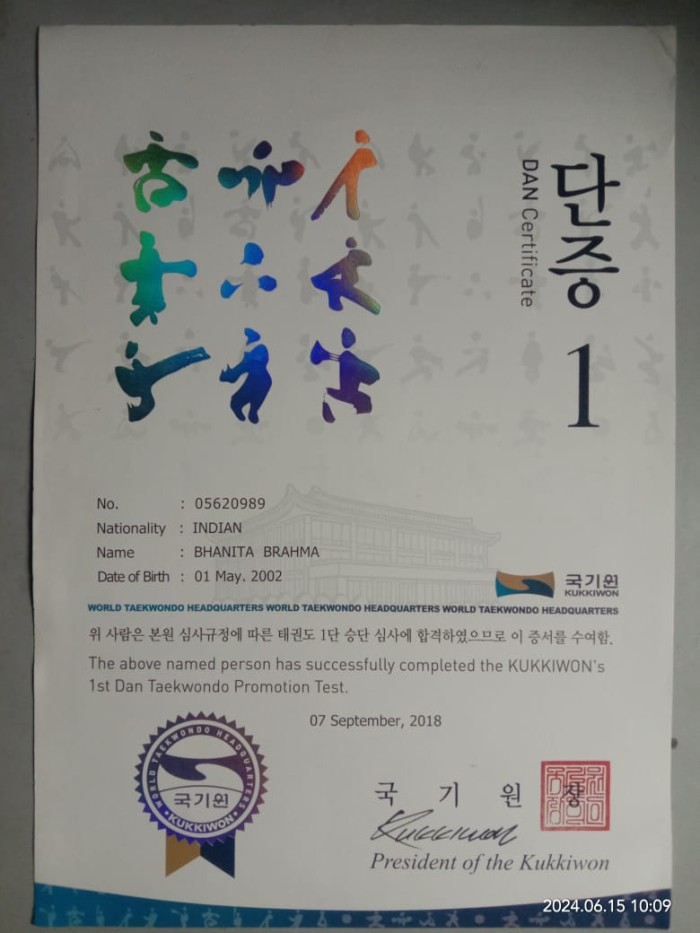 단증
DAN Certificate
1
No. : 05620989
Nationality : INDIAN
Name : BHANITA BRAHMA
Date of Birth : 01 May. 2002
국기원
KUKKIWON
WORLD TAEKWONDO HEADQUARTERS WORLD TAEKWONDO HEADQUARTERS WORLD TAEKWONDO HEADQUARTERS
위 사람은 본원 심사규정에 따른 태권도 1단 승단 심사에 합격하였으므로 이 증서를 수여함.
The above named person has successfully completed the KUKKIWON's
1st Dan Taekwondo Promotion Test.
07 September, 2018
WORLD TAEKWONDO HEADQUARTERS
국기원
KUKKIWON
국 기 원 장
Kukkiwon
President of the Kukkiwon
2024.06.15 10:09